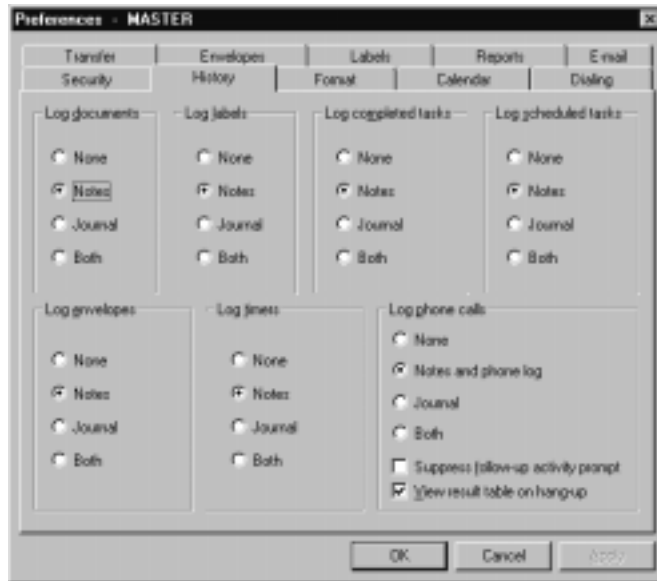 Preferences - MASTER
Transfer Envelopes Labels Reports E-mail
Security History Format Calendar Dialing
Log documents Log labels Log completed tasks Log scheduled tasks
None None None None
Notes Notes Notes Notes
Journal Journal Journal Journal
Both Both Both Both
Log envelopes Log timers Log phone calls
None None None
Notes Notes Notes and phone log
Journal Journal Journal
Both Both Both
Suppress follow-up activity prompt
View result table on hang-up
OK Cancel Apply